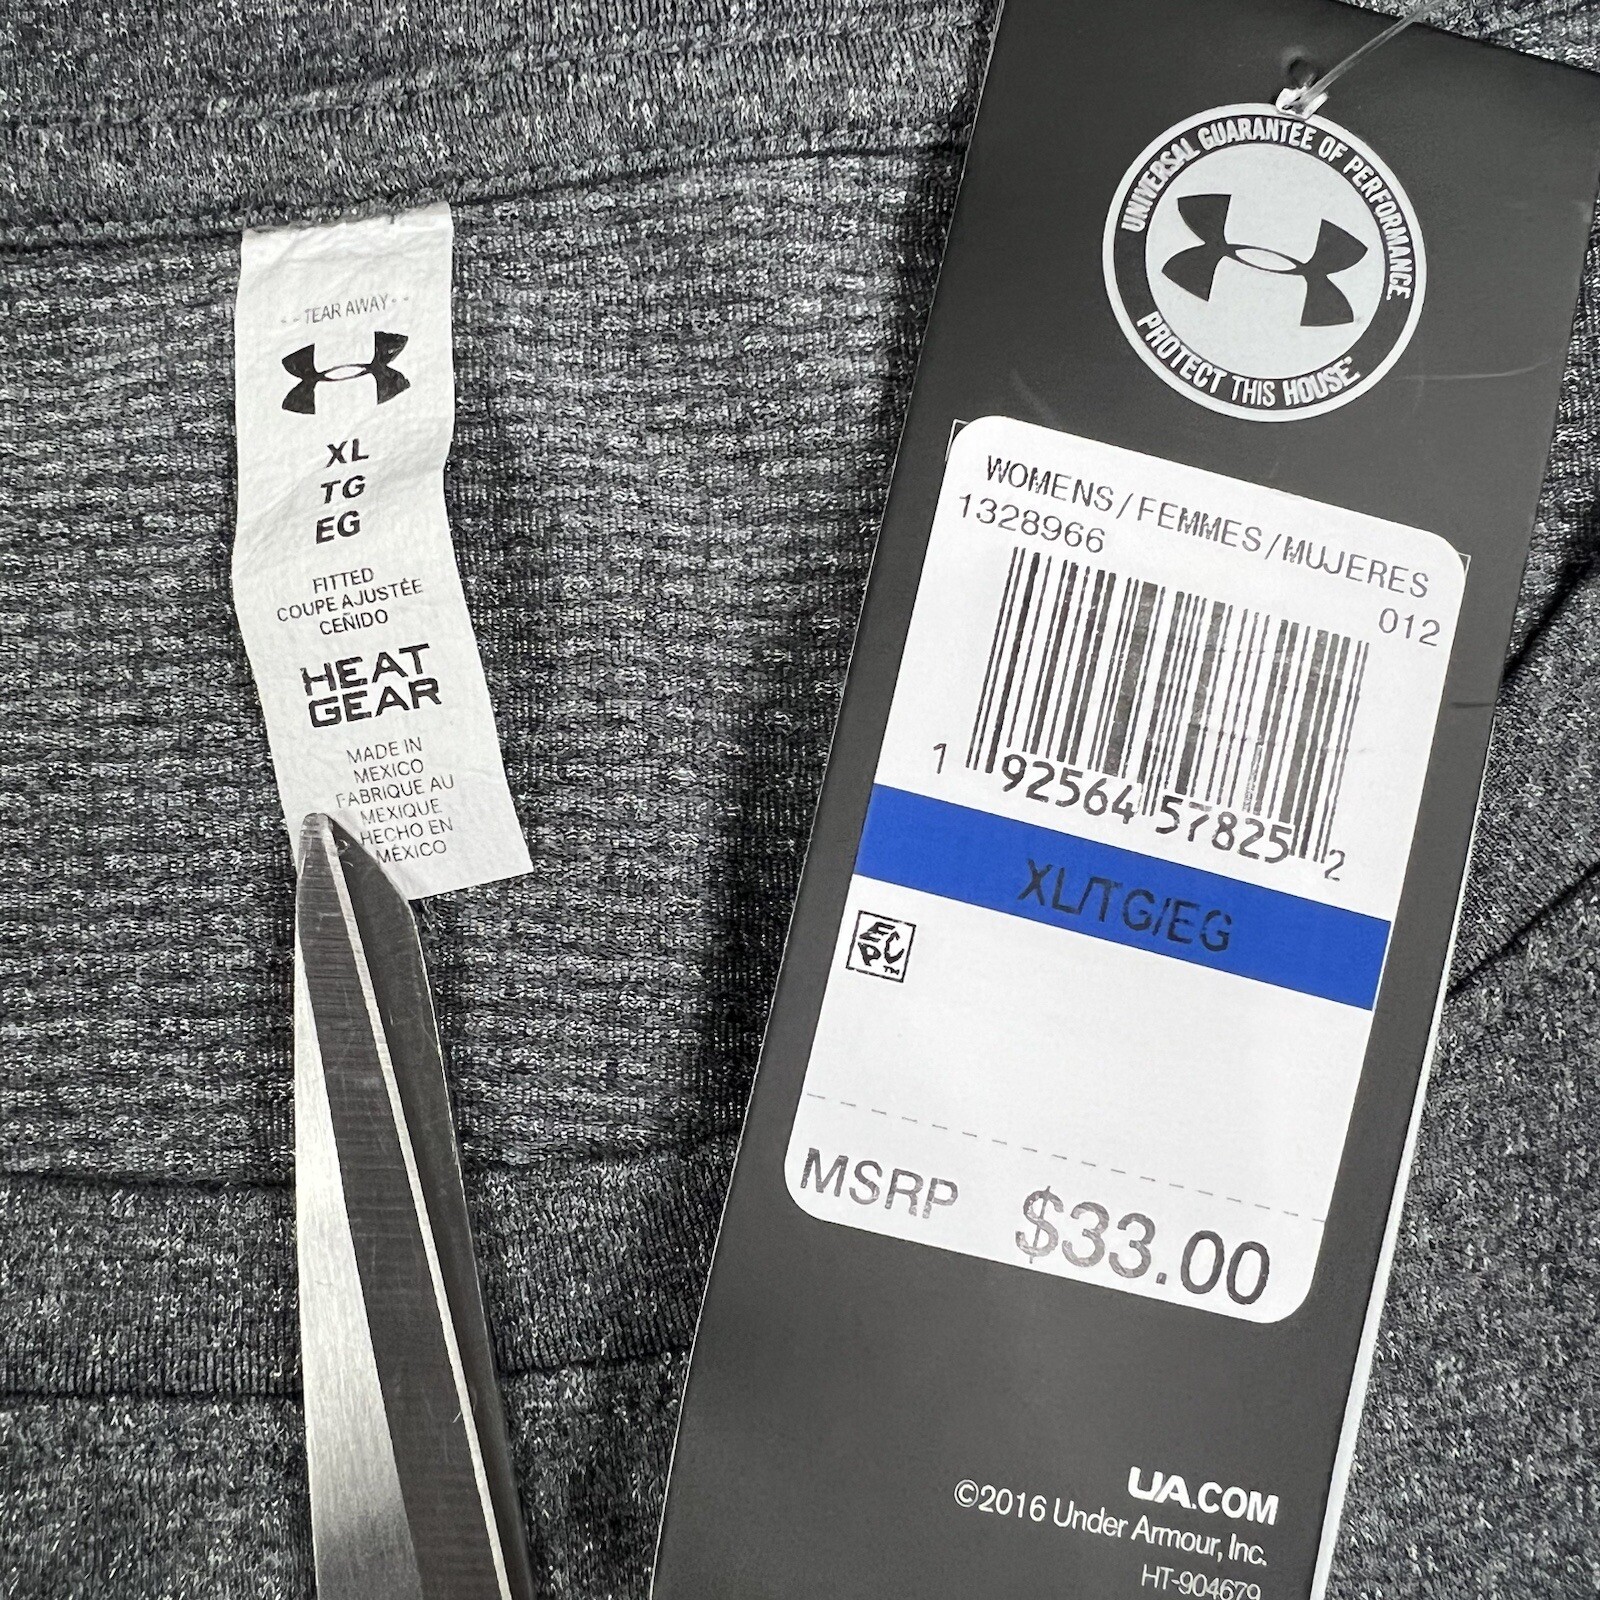 - - TEAR AWAY - -
XL
TG
EG
FITTED
COUPE AJUSTÉE
CEÑIDO
HEAT
GEAR
MADE IN
MEXICO
FABRIQUE AU
MEXIQUE
HECHO EN
MÉXICO
UNIVERSAL GUARANTEE OF PERFORMANCE.
PROTECT THIS HOUSE.
WOMENS/FEMMES/MUJERES
1328966
012
1 92564 57825 2
XL/TG/EG
ECPC™
MSRP $33.00
UA.COM
©2016 Under Armour, Inc.
HT-904679